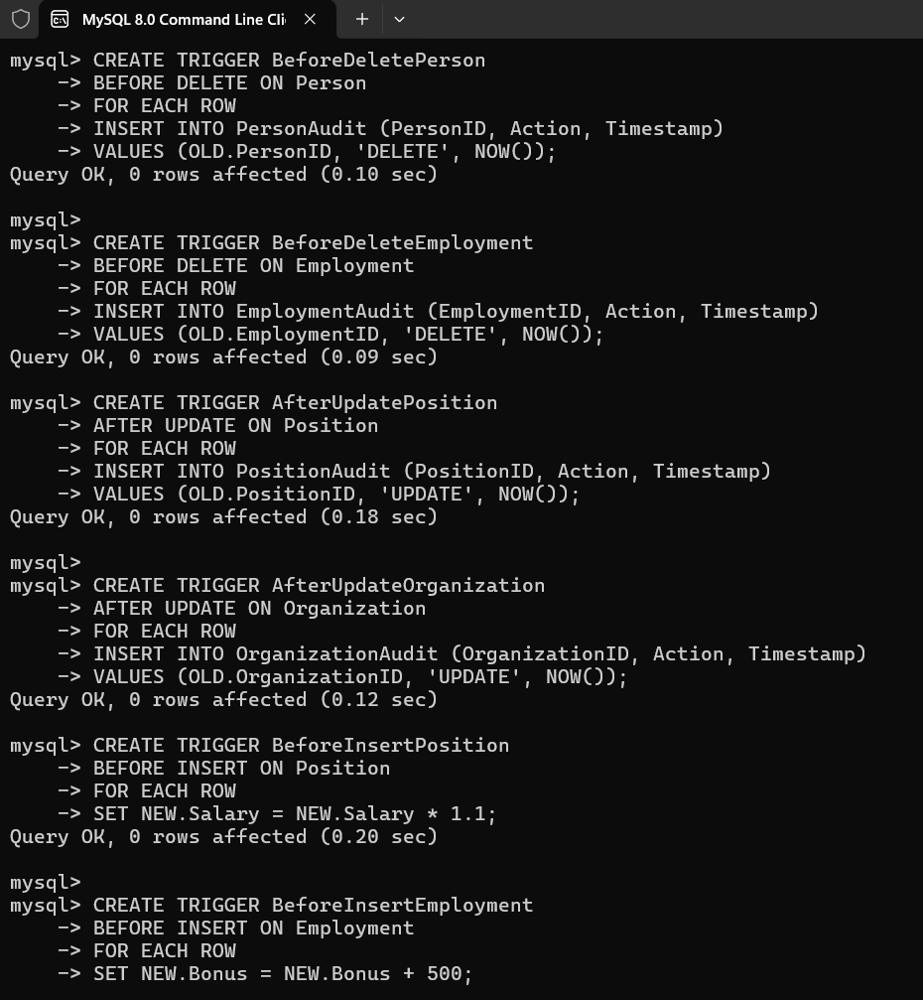 MySQL 8.0 Command Line Cli
mysql> CREATE TRIGGER BeforeDeletePerson
    -> BEFORE DELETE ON Person
    -> FOR EACH ROW
    -> INSERT INTO PersonAudit (PersonID, Action, Timestamp)
    -> VALUES (OLD.PersonID, 'DELETE', NOW());
Query OK, 0 rows affected (0.10 sec)

mysql>
mysql> CREATE TRIGGER BeforeDeleteEmployment
    -> BEFORE DELETE ON Employment
    -> FOR EACH ROW
    -> INSERT INTO EmploymentAudit (EmploymentID, Action, Timestamp)
    -> VALUES (OLD.EmploymentID, 'DELETE', NOW());
Query OK, 0 rows affected (0.09 sec)

mysql> CREATE TRIGGER AfterUpdatePosition
    -> AFTER UPDATE ON Position
    -> FOR EACH ROW
    -> INSERT INTO PositionAudit (PositionID, Action, Timestamp)
    -> VALUES (OLD.PositionID, 'UPDATE', NOW());
Query OK, 0 rows affected (0.18 sec)

mysql>
mysql> CREATE TRIGGER AfterUpdateOrganization
    -> AFTER UPDATE ON Organization
    -> FOR EACH ROW
    -> INSERT INTO OrganizationAudit (OrganizationID, Action, Timestamp)
    -> VALUES (OLD.OrganizationID, 'UPDATE', NOW());
Query OK, 0 rows affected (0.12 sec)

mysql> CREATE TRIGGER BeforeInsertPosition
    -> BEFORE INSERT ON Position
    -> FOR EACH ROW
    -> SET NEW.Salary = NEW.Salary * 1.1;
Query OK, 0 rows affected (0.20 sec)

mysql>
mysql> CREATE TRIGGER BeforeInsertEmployment
    -> BEFORE INSERT ON Employment
    -> FOR EACH ROW
    -> SET NEW.Bonus = NEW.Bonus + 500;